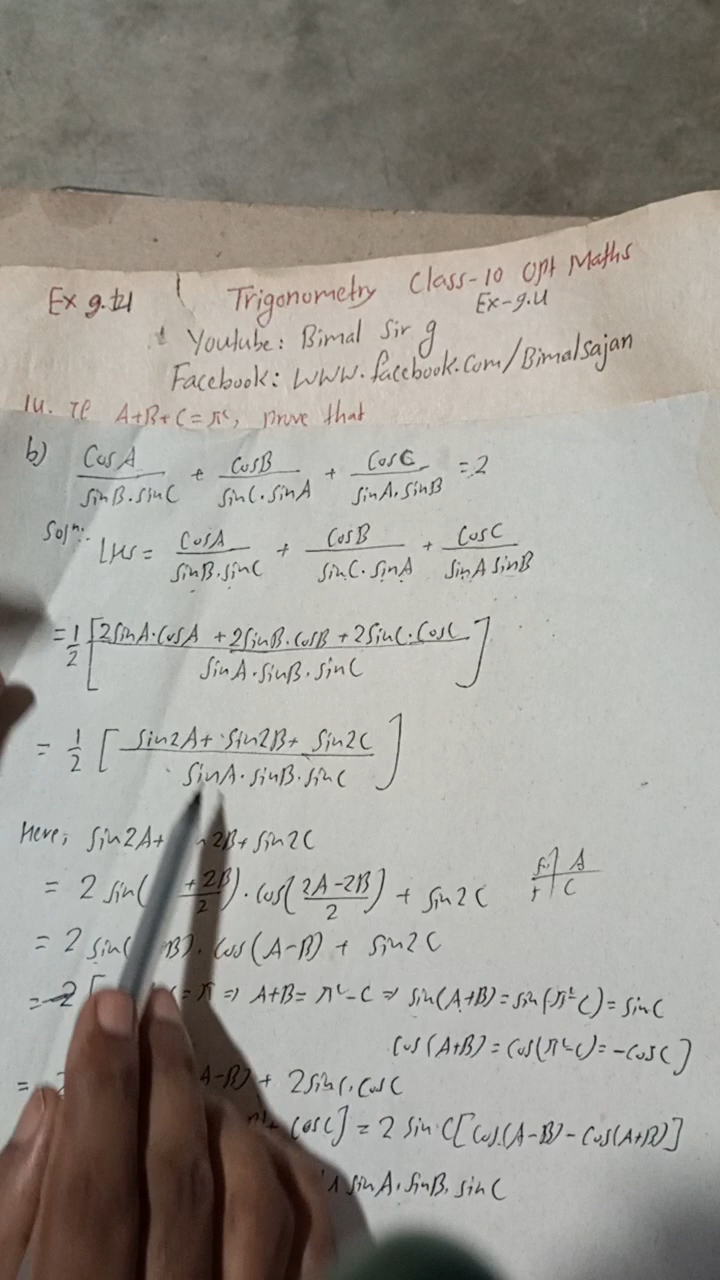 Ex 9.4 Trigonometry Class-10 Opt Maths
Ex-9.4
Youtube: Bimal Sir g
Facebook: WWW.facebook.Com/Bimalsajan
14. If A+B+C=π, prove that
b) CosA/sinB.sinC + CosB/sinC.sinA + CosC/sinA.sinB = 2
Solⁿ:- LHS = CosA/sinB.sinC + CosB/sinC.sinA + CosC/sinA sinB
= 1/2 [2sinA.CosA + 2sinB.CosB + 2sinC.CosC / sinA.sinB.sinC]
= 1/2 [sin2A + sin2B + sin2C / sinA.sinB.sinC]
Here, sin2A+ 2B+ sin2C
= 2 sin( +2B/2). Cos(2A-2B/2) + sin2C
S A
T C
= 2 sin( B). Cos(A-B) + sin2C
[ = π ⇒ A+B = π-C ⇒ sin(A+B) = sin(π-C) = sinC
Cos(A+B) = Cos(π-C) = -CosC]
= A-B) + 2sinC.CosC
CosC] = 2 sinC[Cos(A-B) - Cos(A+B)]
sinA.sinB.sinC